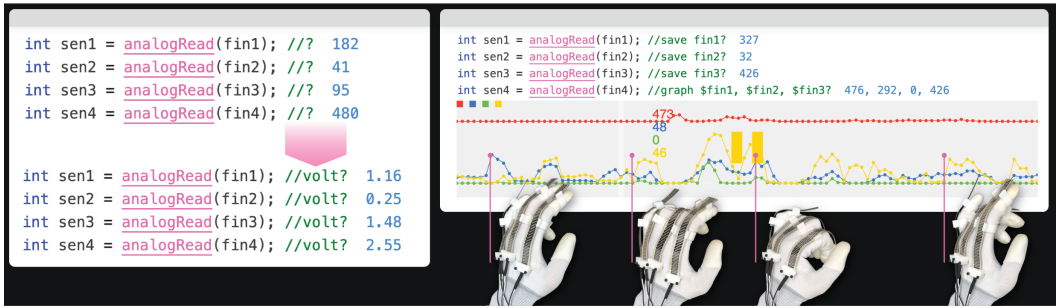 int sen1 = analogRead(fin1); //? 182
int sen2 = analogRead(fin2); //? 41
int sen3 = analogRead(fin3); //? 95
int sen4 = analogRead(fin4); //? 480
int sen1 = analogRead(fin1); //volt? 1.16
int sen2 = analogRead(fin2); //volt? 0.25
int sen3 = analogRead(fin3); //volt? 1.48
int sen4 = analogRead(fin4); //volt? 2.55
int sen1 = analogRead(fin1); //save fin1? 327
int sen2 = analogRead(fin2); //save fin2? 32
int sen3 = analogRead(fin3); //save fin3? 426
int sen4 = analogRead(fin4); //graph $fin1, $fin2, $fin3? 476, 292, 0, 426
473
48
0
46